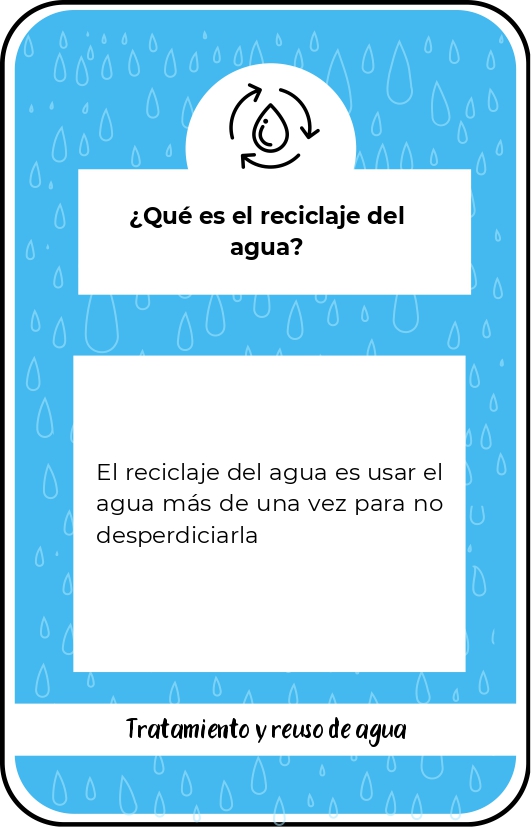 ¿Qué es el reciclaje del
agua?
El reciclaje del agua es usar el
agua más de una vez para no
desperdiciarla
Tratamiento y reuso de agua